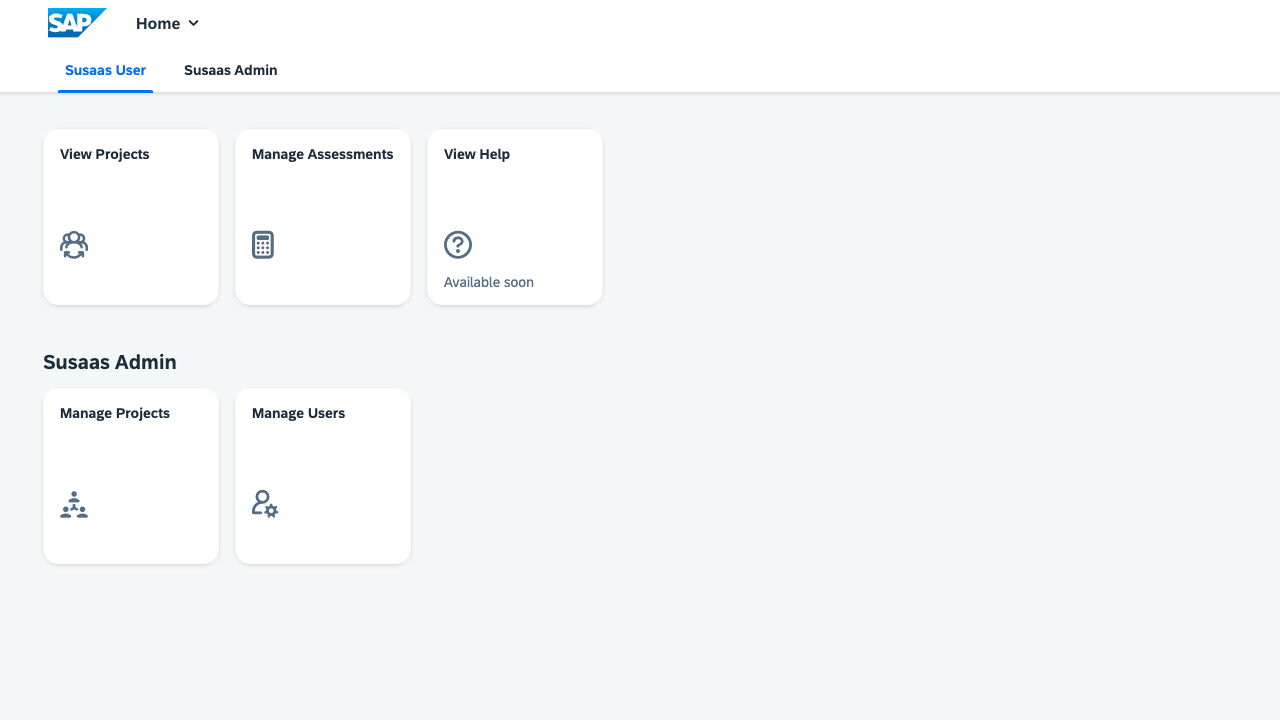 SAP
Home
Susaas User
Susaas Admin
View Projects
Manage Assessments
View Help
Available soon
Susaas Admin
Manage Projects
Manage Users